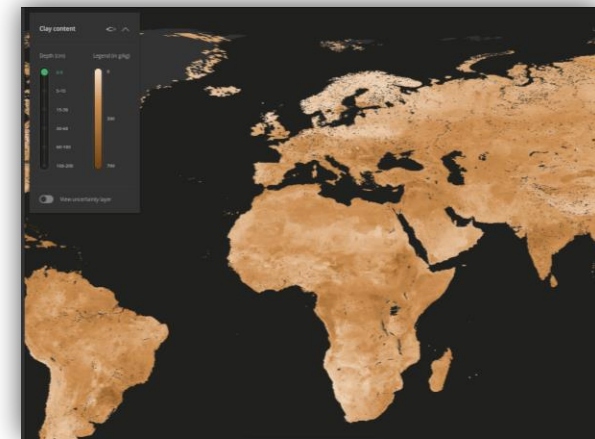 Clay content
Depth (cm)
Legend (in g/kg)
0-5
0
5-15
15-30
350
30-60
60-100
100-200
700
View uncertainty layer